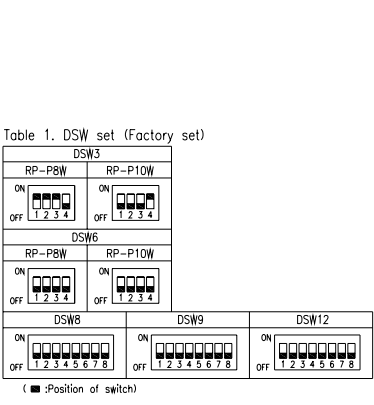 Table 1. DSW set (Factory set)
DSW3
RP-P8W RP-P10W
ON ON
OFF 1 2 3 4 OFF 1 2 3 4
DSW6
RP-P8W RP-P10W
ON ON
OFF 1 2 3 4 OFF 1 2 3 4
DSW8 DSW9 DSW12
ON ON ON
OFF 1 2 3 4 5 6 7 8 OFF 1 2 3 4 5 6 7 8 OFF 1 2 3 4 5 6 7 8
( :Position of switch)